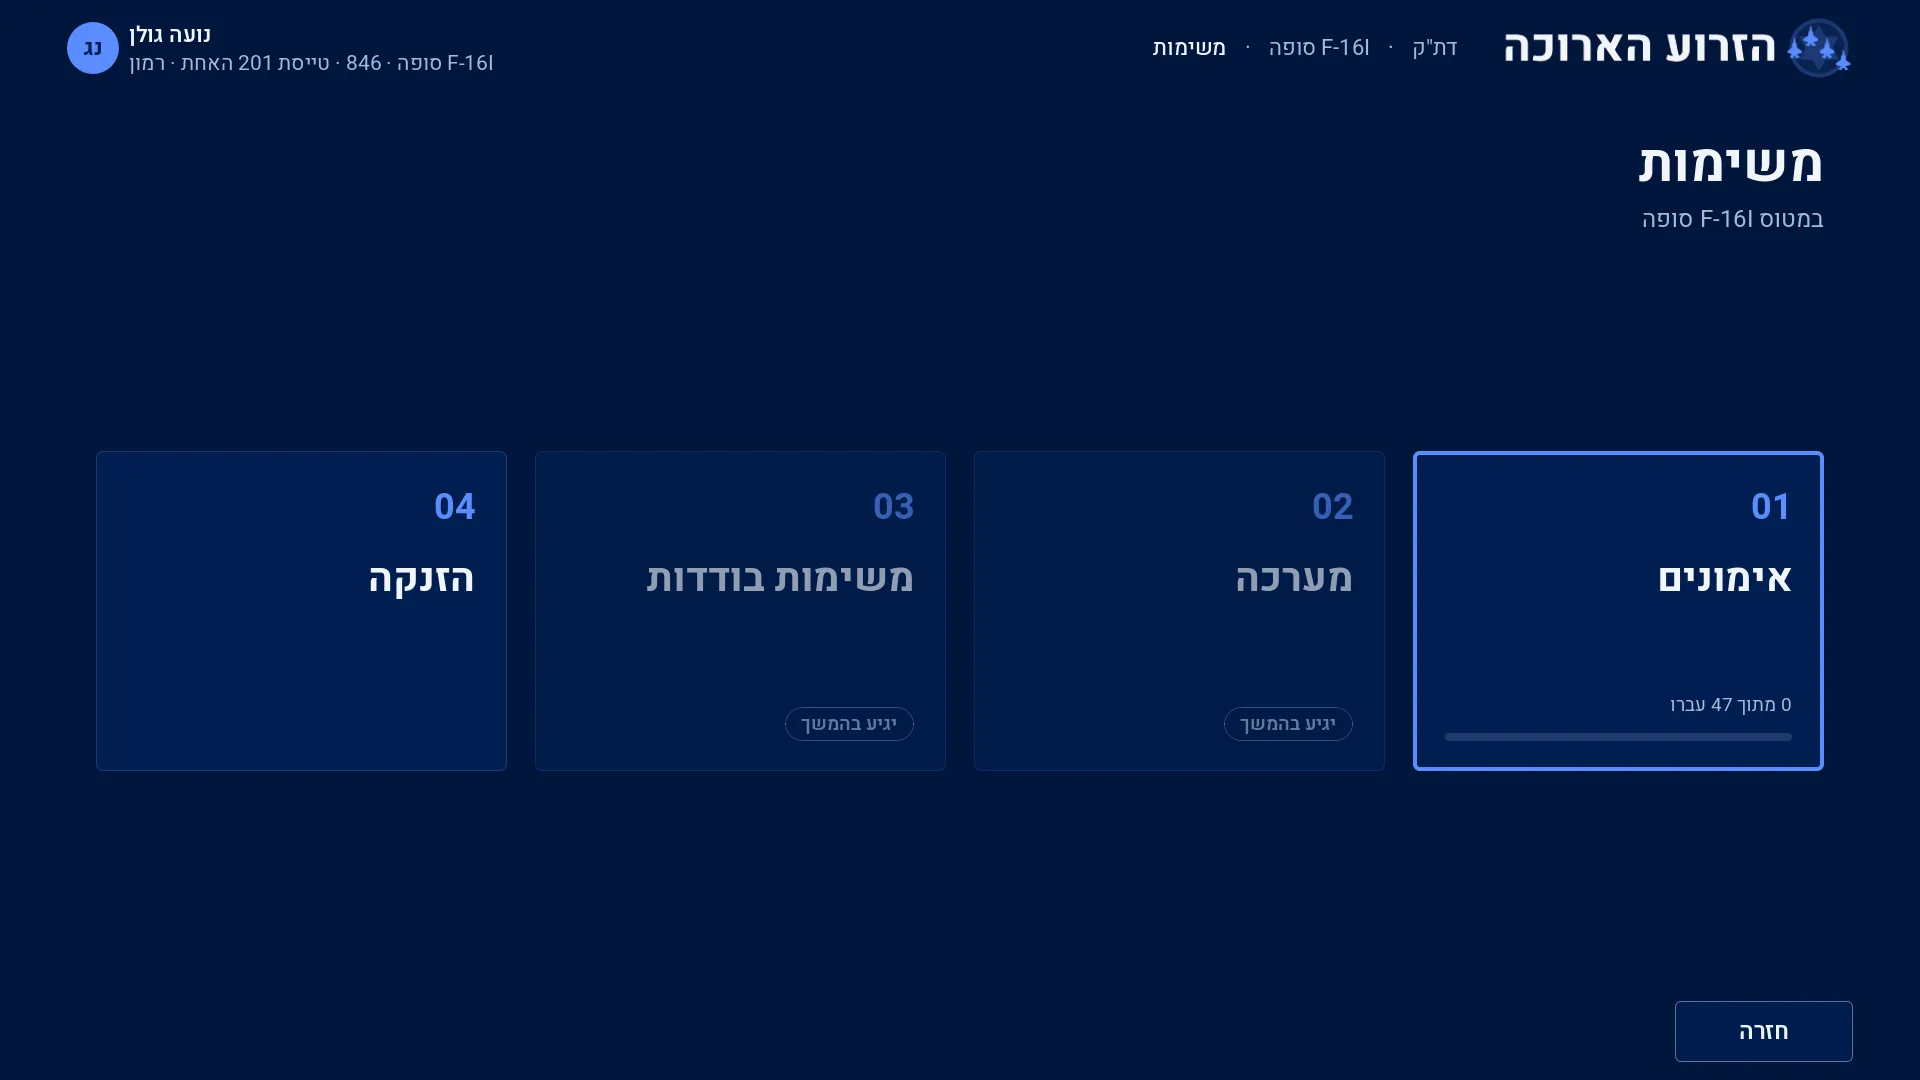 הזרוע הארוכה
דת"ק · F-16I סופה · משימות
נועה גולן
F-16I סופה · 846 · טייסת 201 האחת · רמון
נג
משימות
במטוס F-16I סופה
01
אימונים
0 מתוך 47 עברו
02
מערכה
יגיע בהמשך
03
משימות בודדות
יגיע בהמשך
04
הזנקה
חזרה